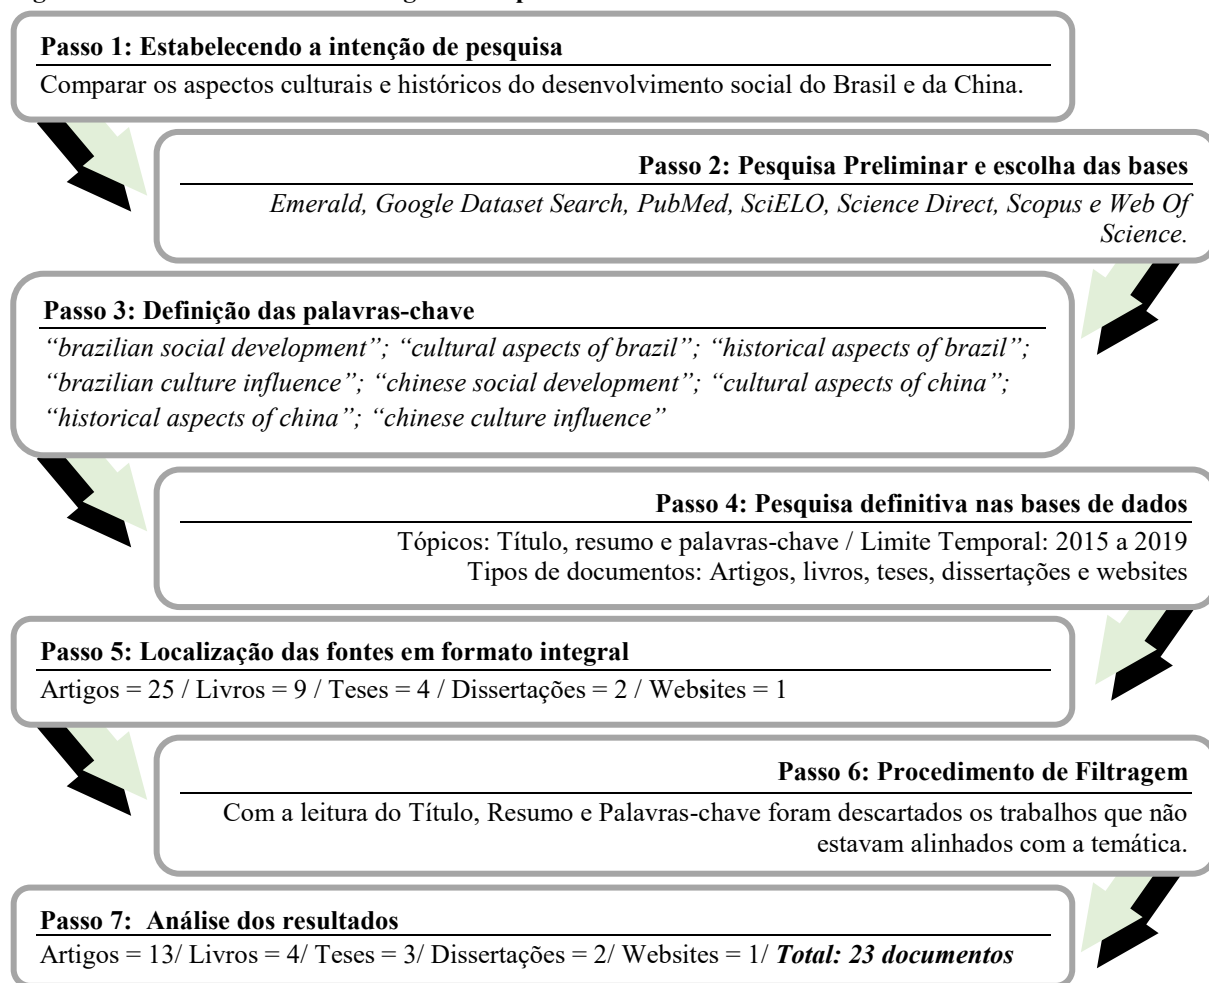 Passo 1: Estabelecendo a intenção de pesquisa
Comparar os aspectos culturais e históricos do desenvolvimento social do Brasil e da China.
Passo 2: Pesquisa Preliminar e escolha das bases
Emerald, Google Dataset Search, PubMed, SciELO, Science Direct, Scopus e Web Of
Science.
Passo 3: Definição das palavras-chave
“brazilian social development”; “cultural aspects of brazil”; “historical aspects of brazil”;
“brazilian culture influence”; “chinese social development”; “cultural aspects of china”;
“historical aspects of china”; “chinese culture influence”
Passo 4: Pesquisa definitiva nas bases de dados
Tópicos: Título, resumo e palavras-chave / Limite Temporal: 2015 a 2019
Tipos de documentos: Artigos, livros, teses, dissertações e websites
Passo 5: Localização das fontes em formato integral
Artigos = 25 / Livros = 9 / Teses = 4 / Dissertações = 2 / Websites = 1
Passo 6: Procedimento de Filtragem
Com a leitura do Título, Resumo e Palavras-chave foram descartados os trabalhos que não
estavam alinhados com a temática.
Passo 7:  Análise dos resultados
Artigos = 13/ Livros = 4/ Teses = 3/ Dissertações = 2/ Websites = 1/ Total: 23 documentos